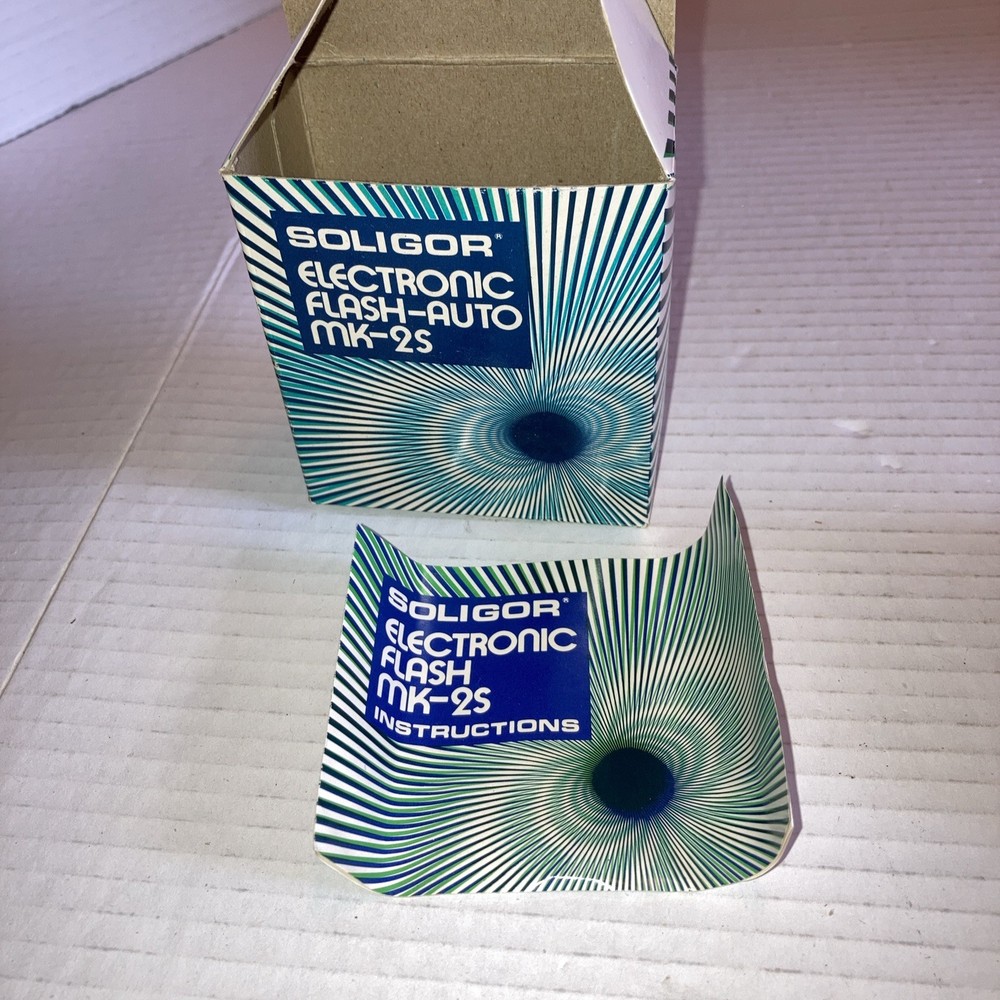 SOLIGOR®
ELECTRONIC
FLASH-AUTO
MK-2S
SOLIGOR®
ELECTRONIC
FLASH
MK-2S
INSTRUCTIONS